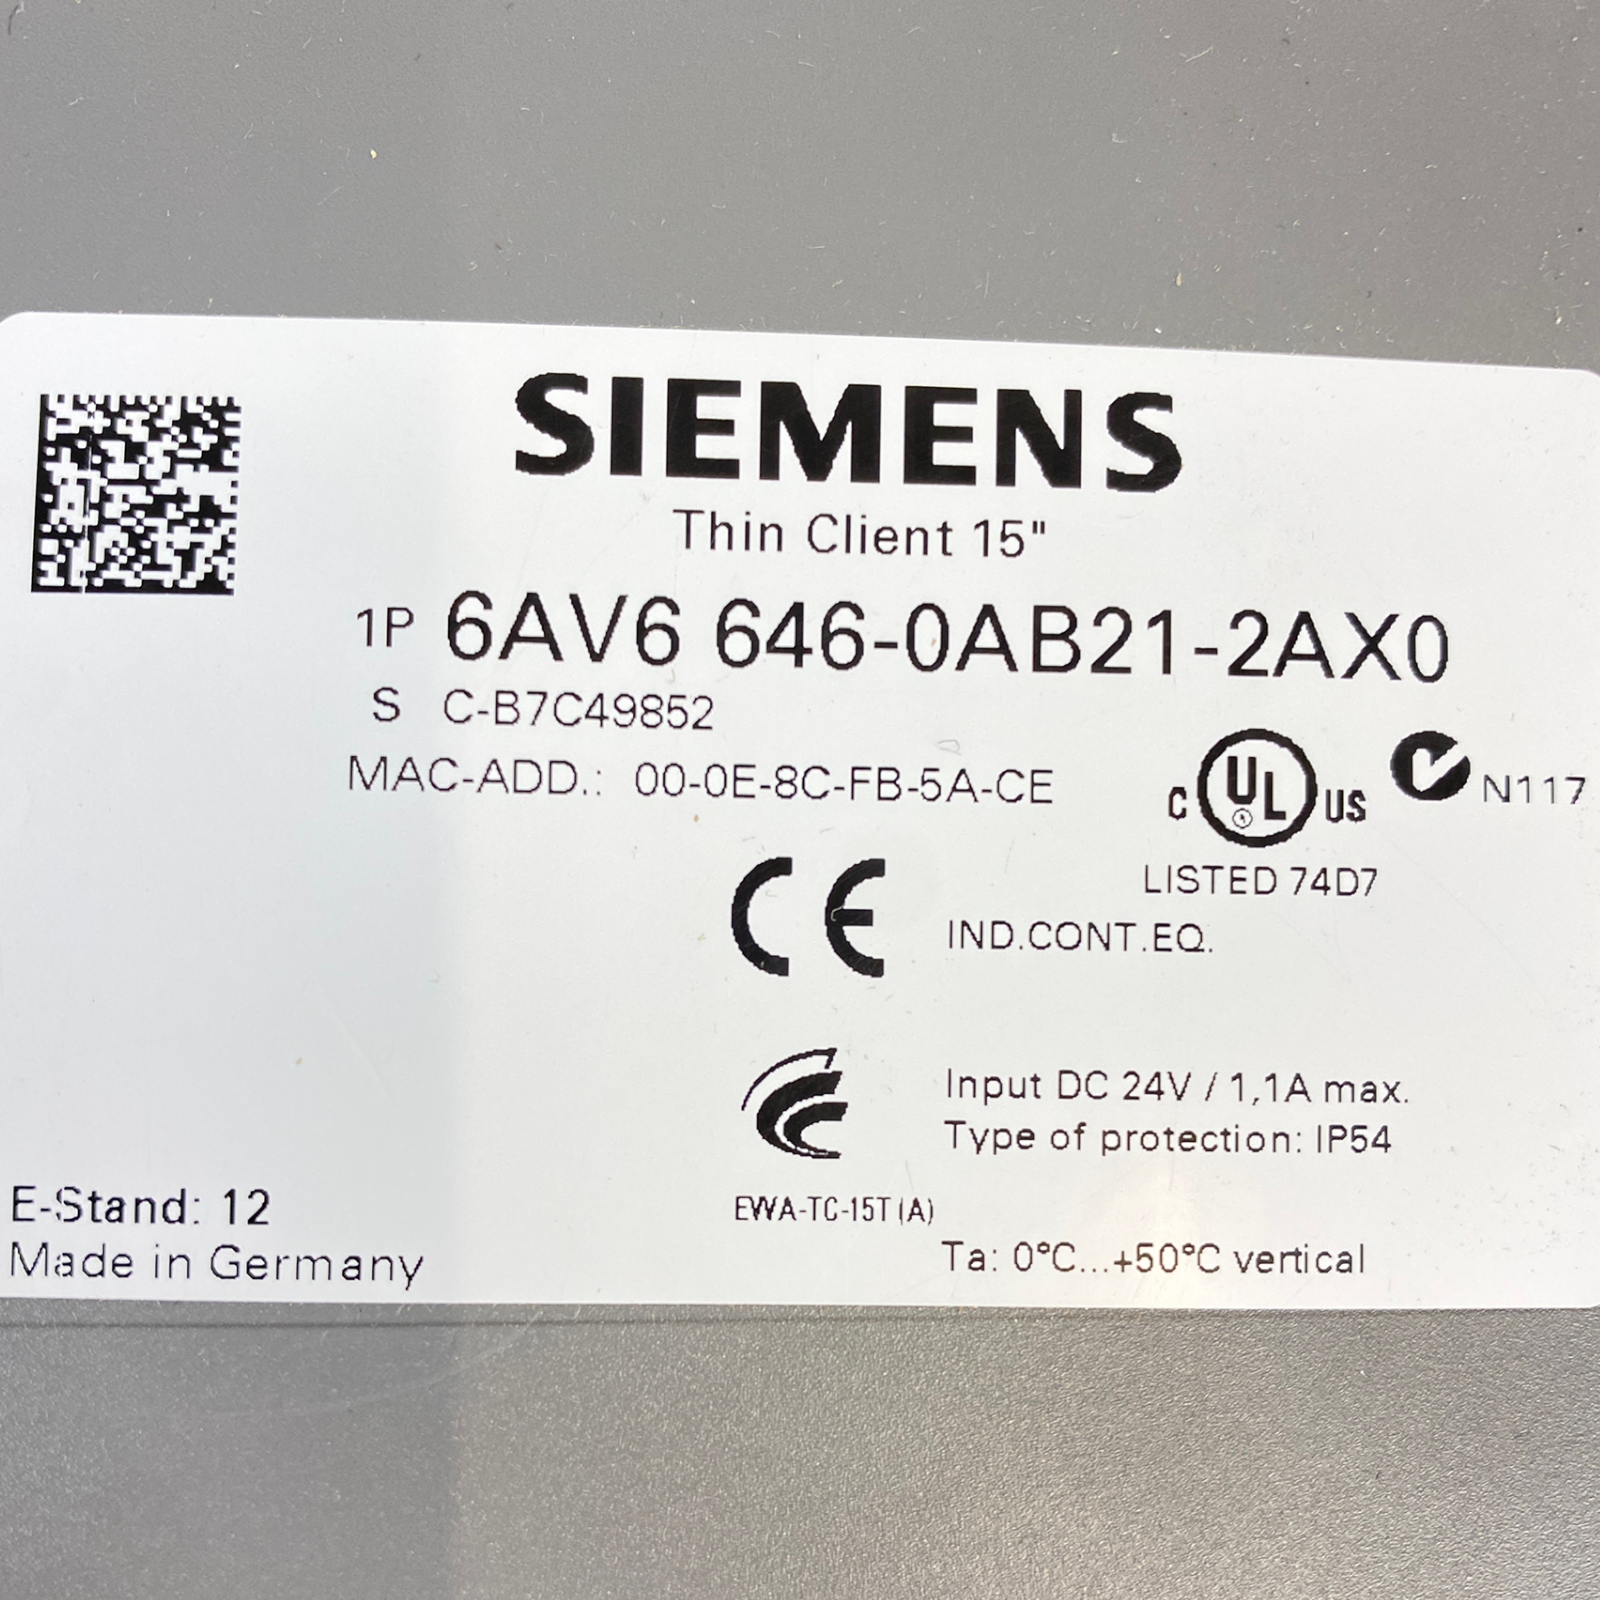 SIEMENS
Thin Client 15"
1P 6AV6 646-0AB21-2AX0
S C-B7C49852
MAC-ADD.: 00-0E-8C-FB-5A-CE
C UL US N117
LISTED 74D7
CE IND.CONT.EQ.
Input DC 24V / 1,1A max.
Type of protection: IP54
E-Stand: 12
EWA-TC-15T(A)
Made in Germany
Ta: 0°C...+50°C vertical